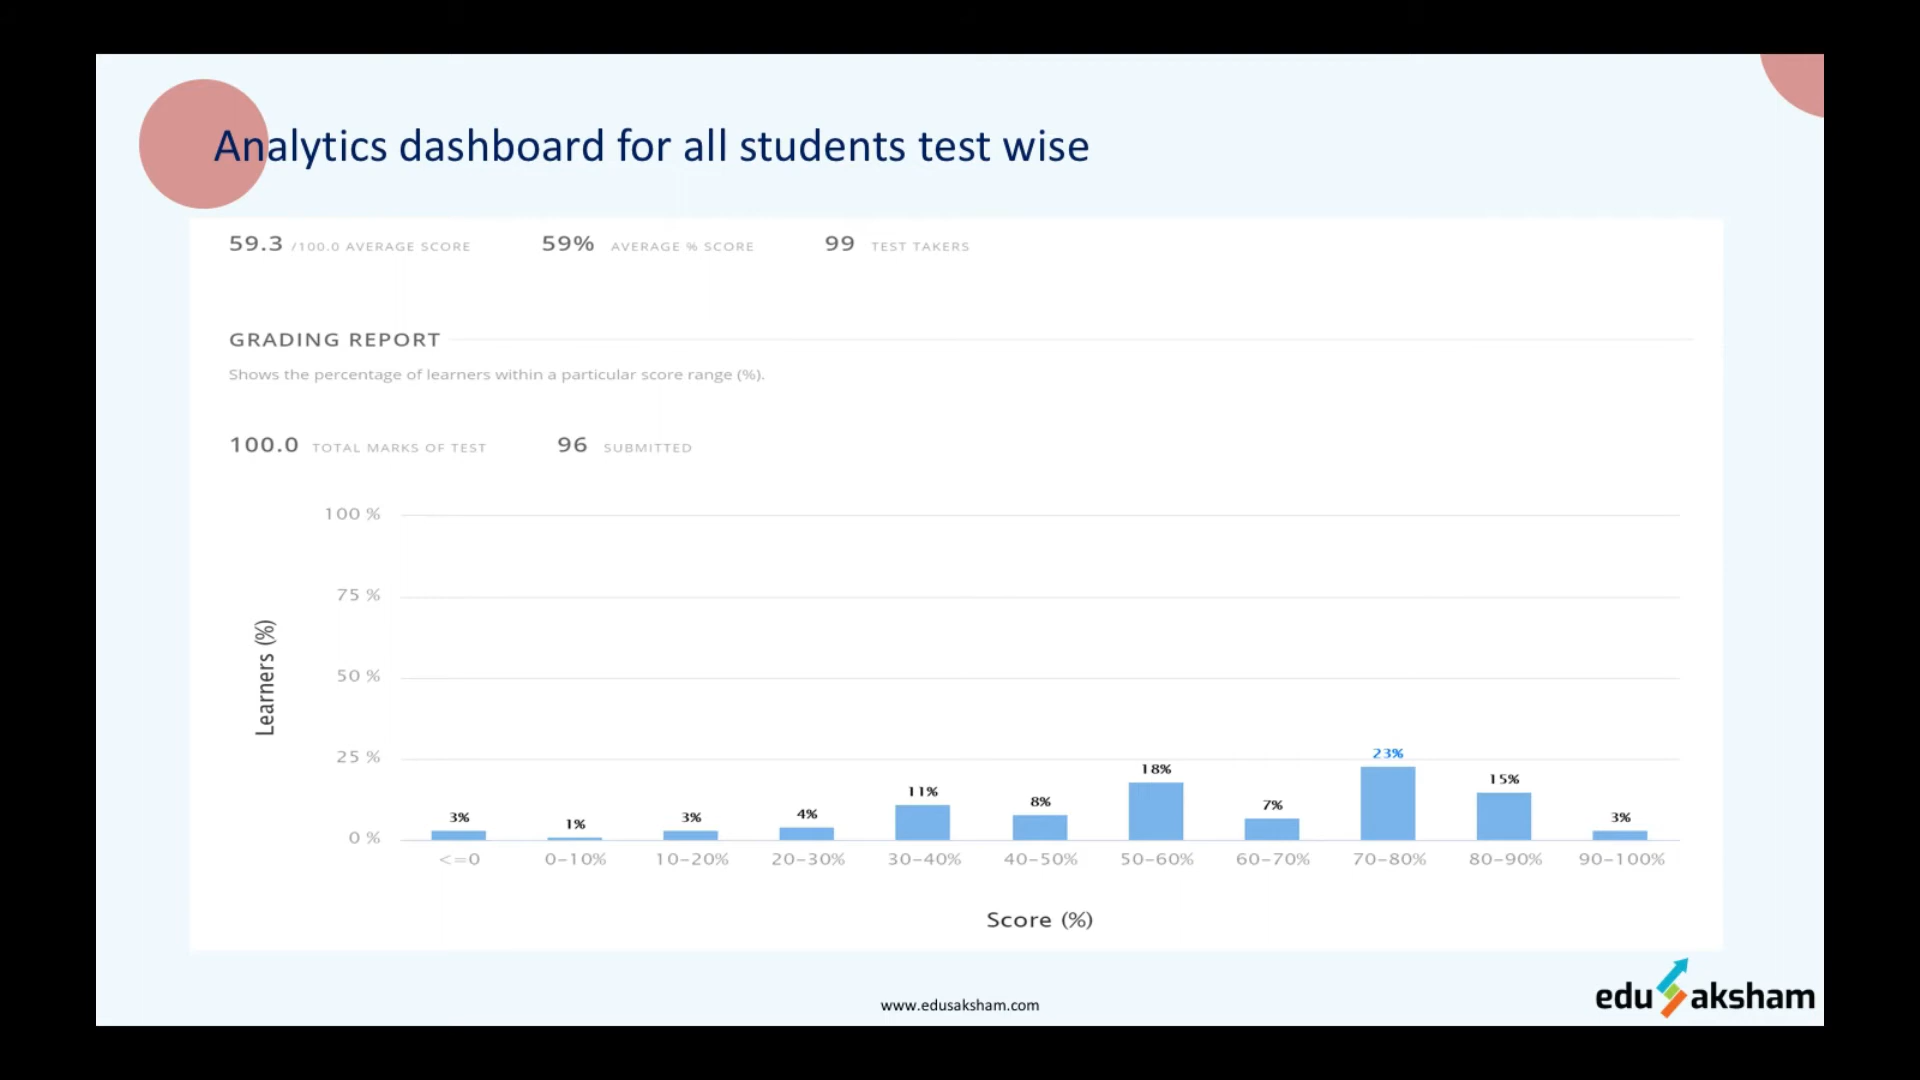 Analytics dashboard for all students test wise
59.3 /100.0 AVERAGE SCORE 59% AVERAGE % SCORE 99 TEST TAKERS
GRADING REPORT
Shows the percentage of learners within a particular score range (%).
100.0 TOTAL MARKS OF TEST 96 SUBMITTED
100 %
75 %
50 %
25 %
0 %
Learners (%)
3% 1% 3% 4% 11% 8% 18% 7% 23% 15% 3%
<=0 0-10% 10-20% 20-30% 30-40% 40-50% 50-60% 60-70% 70-80% 80-90% 90-100%
Score (%)
www.edusaksham.com
edu aksham